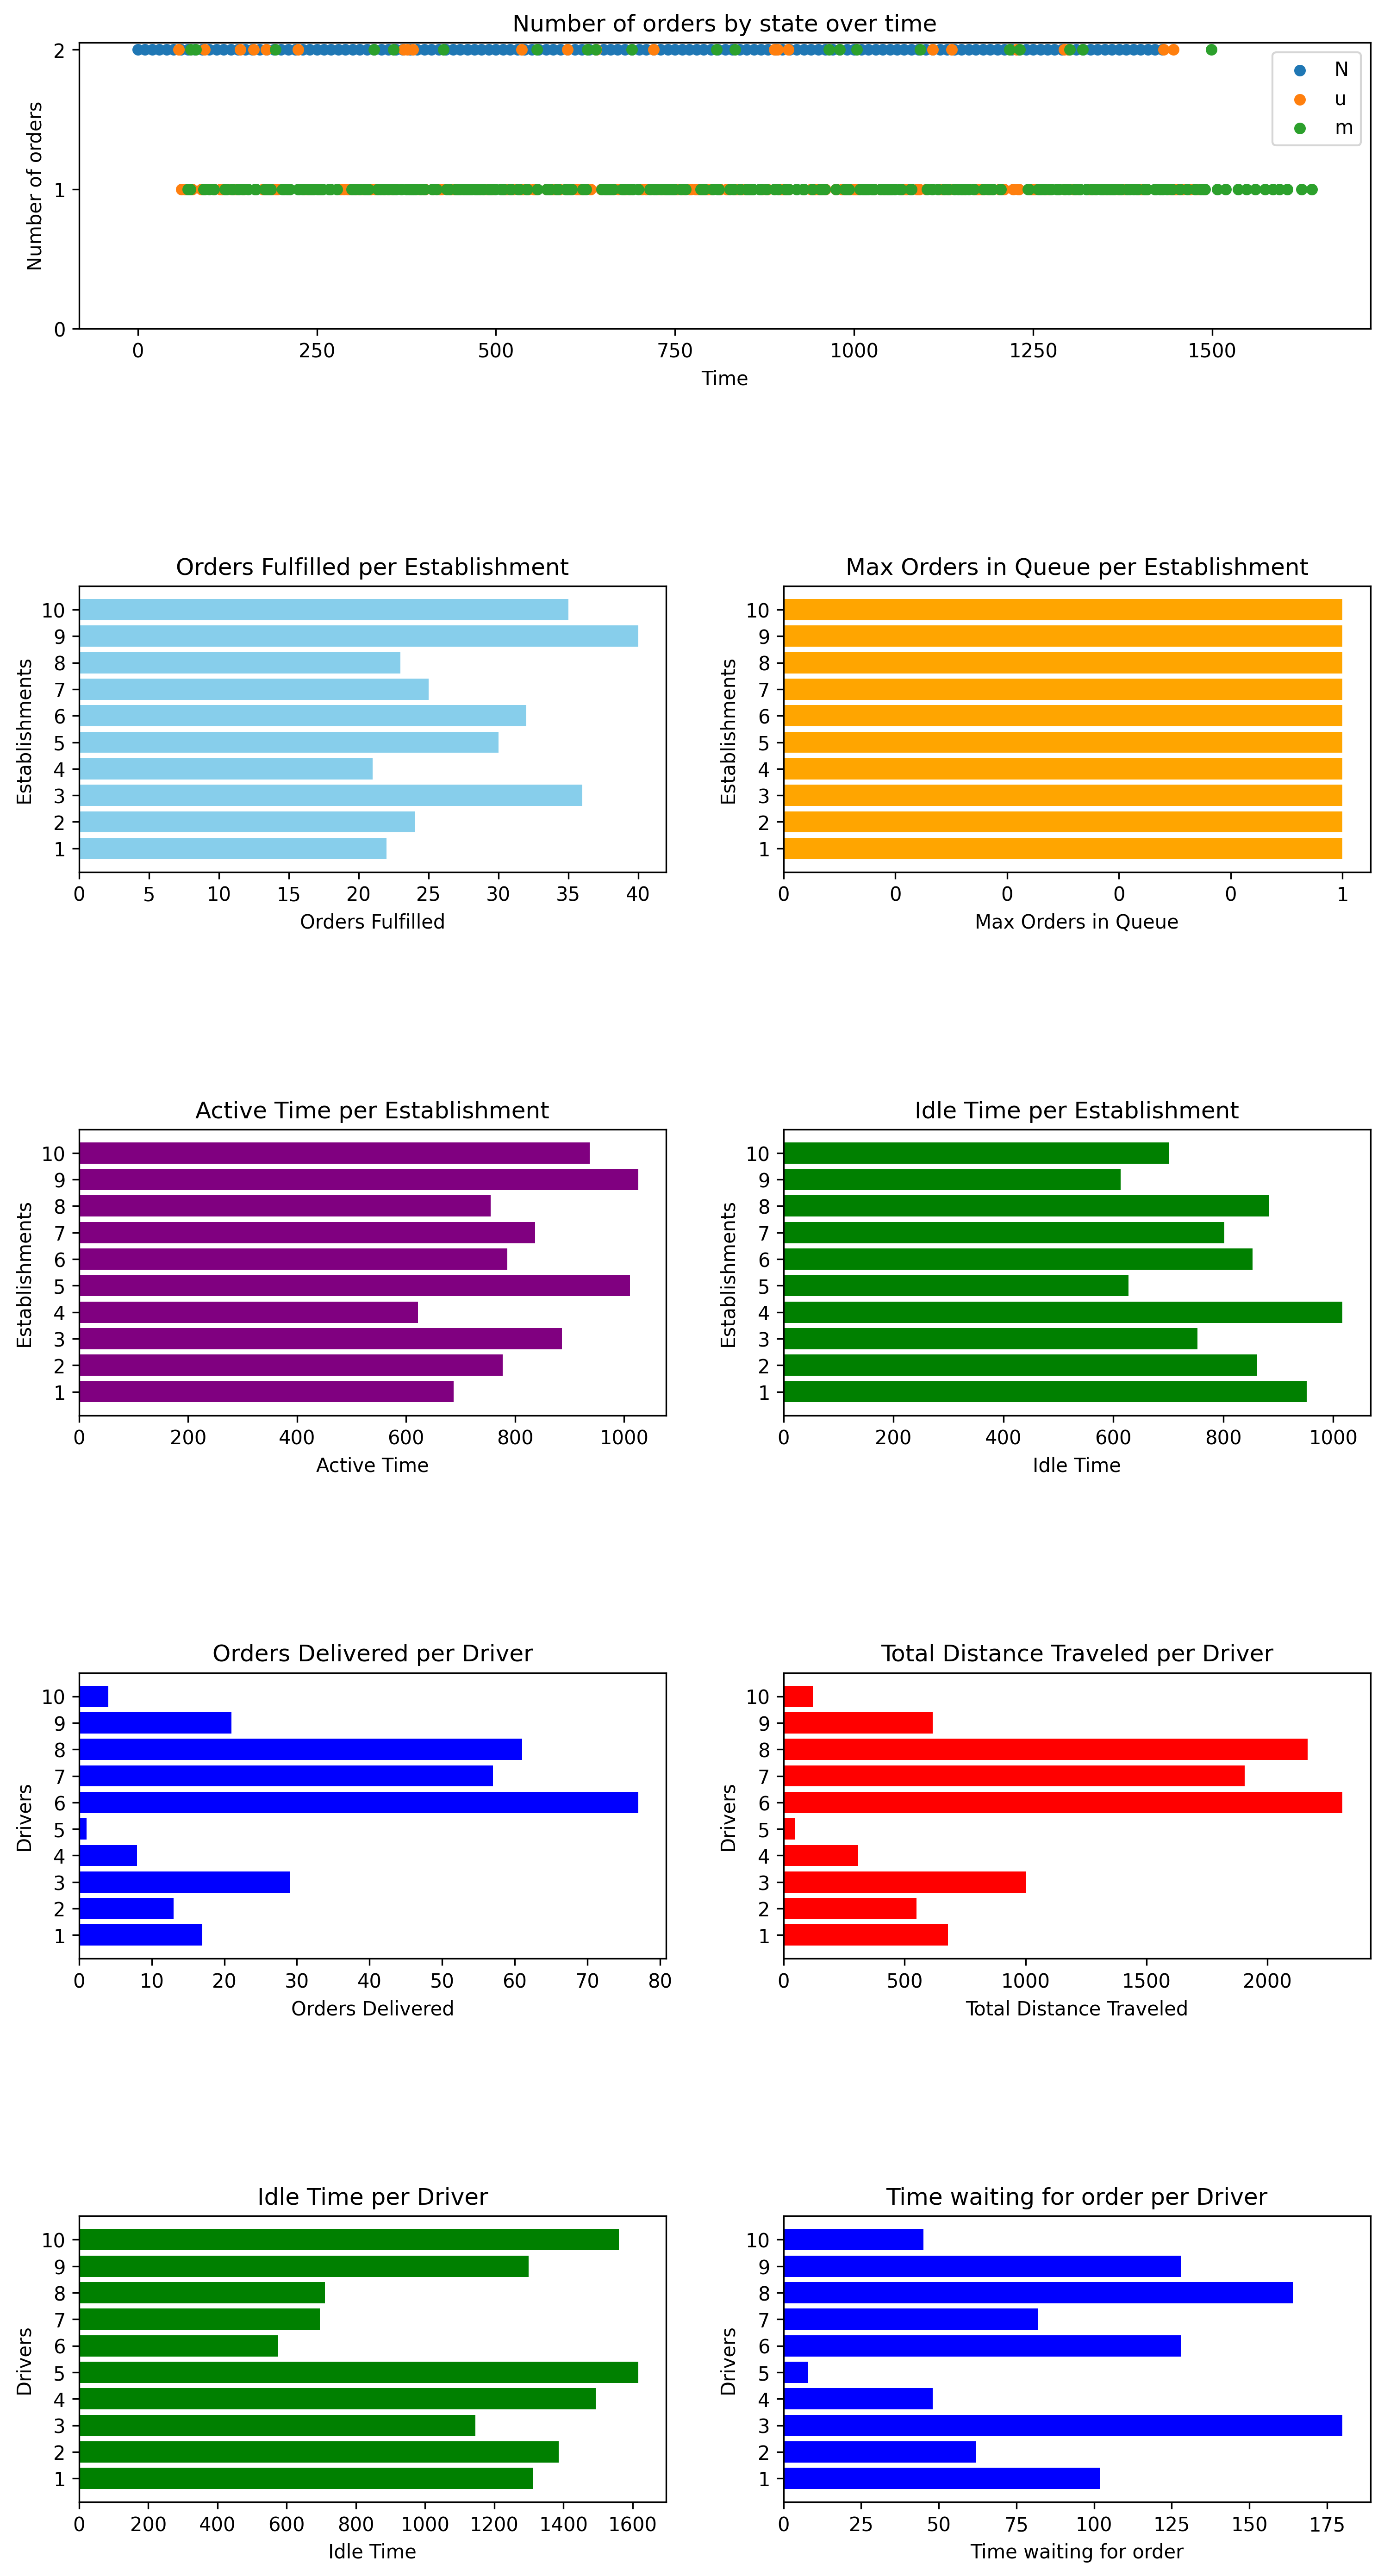 Number of orders by state over time
Number of orders
2
1
0
N
u
m
0 250 500 750 1000 1250 1500
Time
Orders Fulfilled per Establishment
Establishments
10
9
8
7
6
5
4
3
2
1
0 5 10 15 20 25 30 35 40
Orders Fulfilled
Max Orders in Queue per Establishment
Establishments
10
9
8
7
6
5
4
3
2
1
0 0 0 0 0 1
Max Orders in Queue
Active Time per Establishment
Establishments
10
9
8
7
6
5
4
3
2
1
0 200 400 600 800 1000
Active Time
Idle Time per Establishment
Establishments
10
9
8
7
6
5
4
3
2
1
0 200 400 600 800 1000
Idle Time
Orders Delivered per Driver
Drivers
10
9
8
7
6
5
4
3
2
1
0 10 20 30 40 50 60 70 80
Orders Delivered
Total Distance Traveled per Driver
Drivers
10
9
8
7
6
5
4
3
2
1
0 500 1000 1500 2000
Total Distance Traveled
Idle Time per Driver
Drivers
10
9
8
7
6
5
4
3
2
1
0 200 400 600 800 1000 1200 1400 1600
Idle Time
Time waiting for order per Driver
Drivers
10
9
8
7
6
5
4
3
2
1
0 25 50 75 100 125 150 175
Time waiting for order